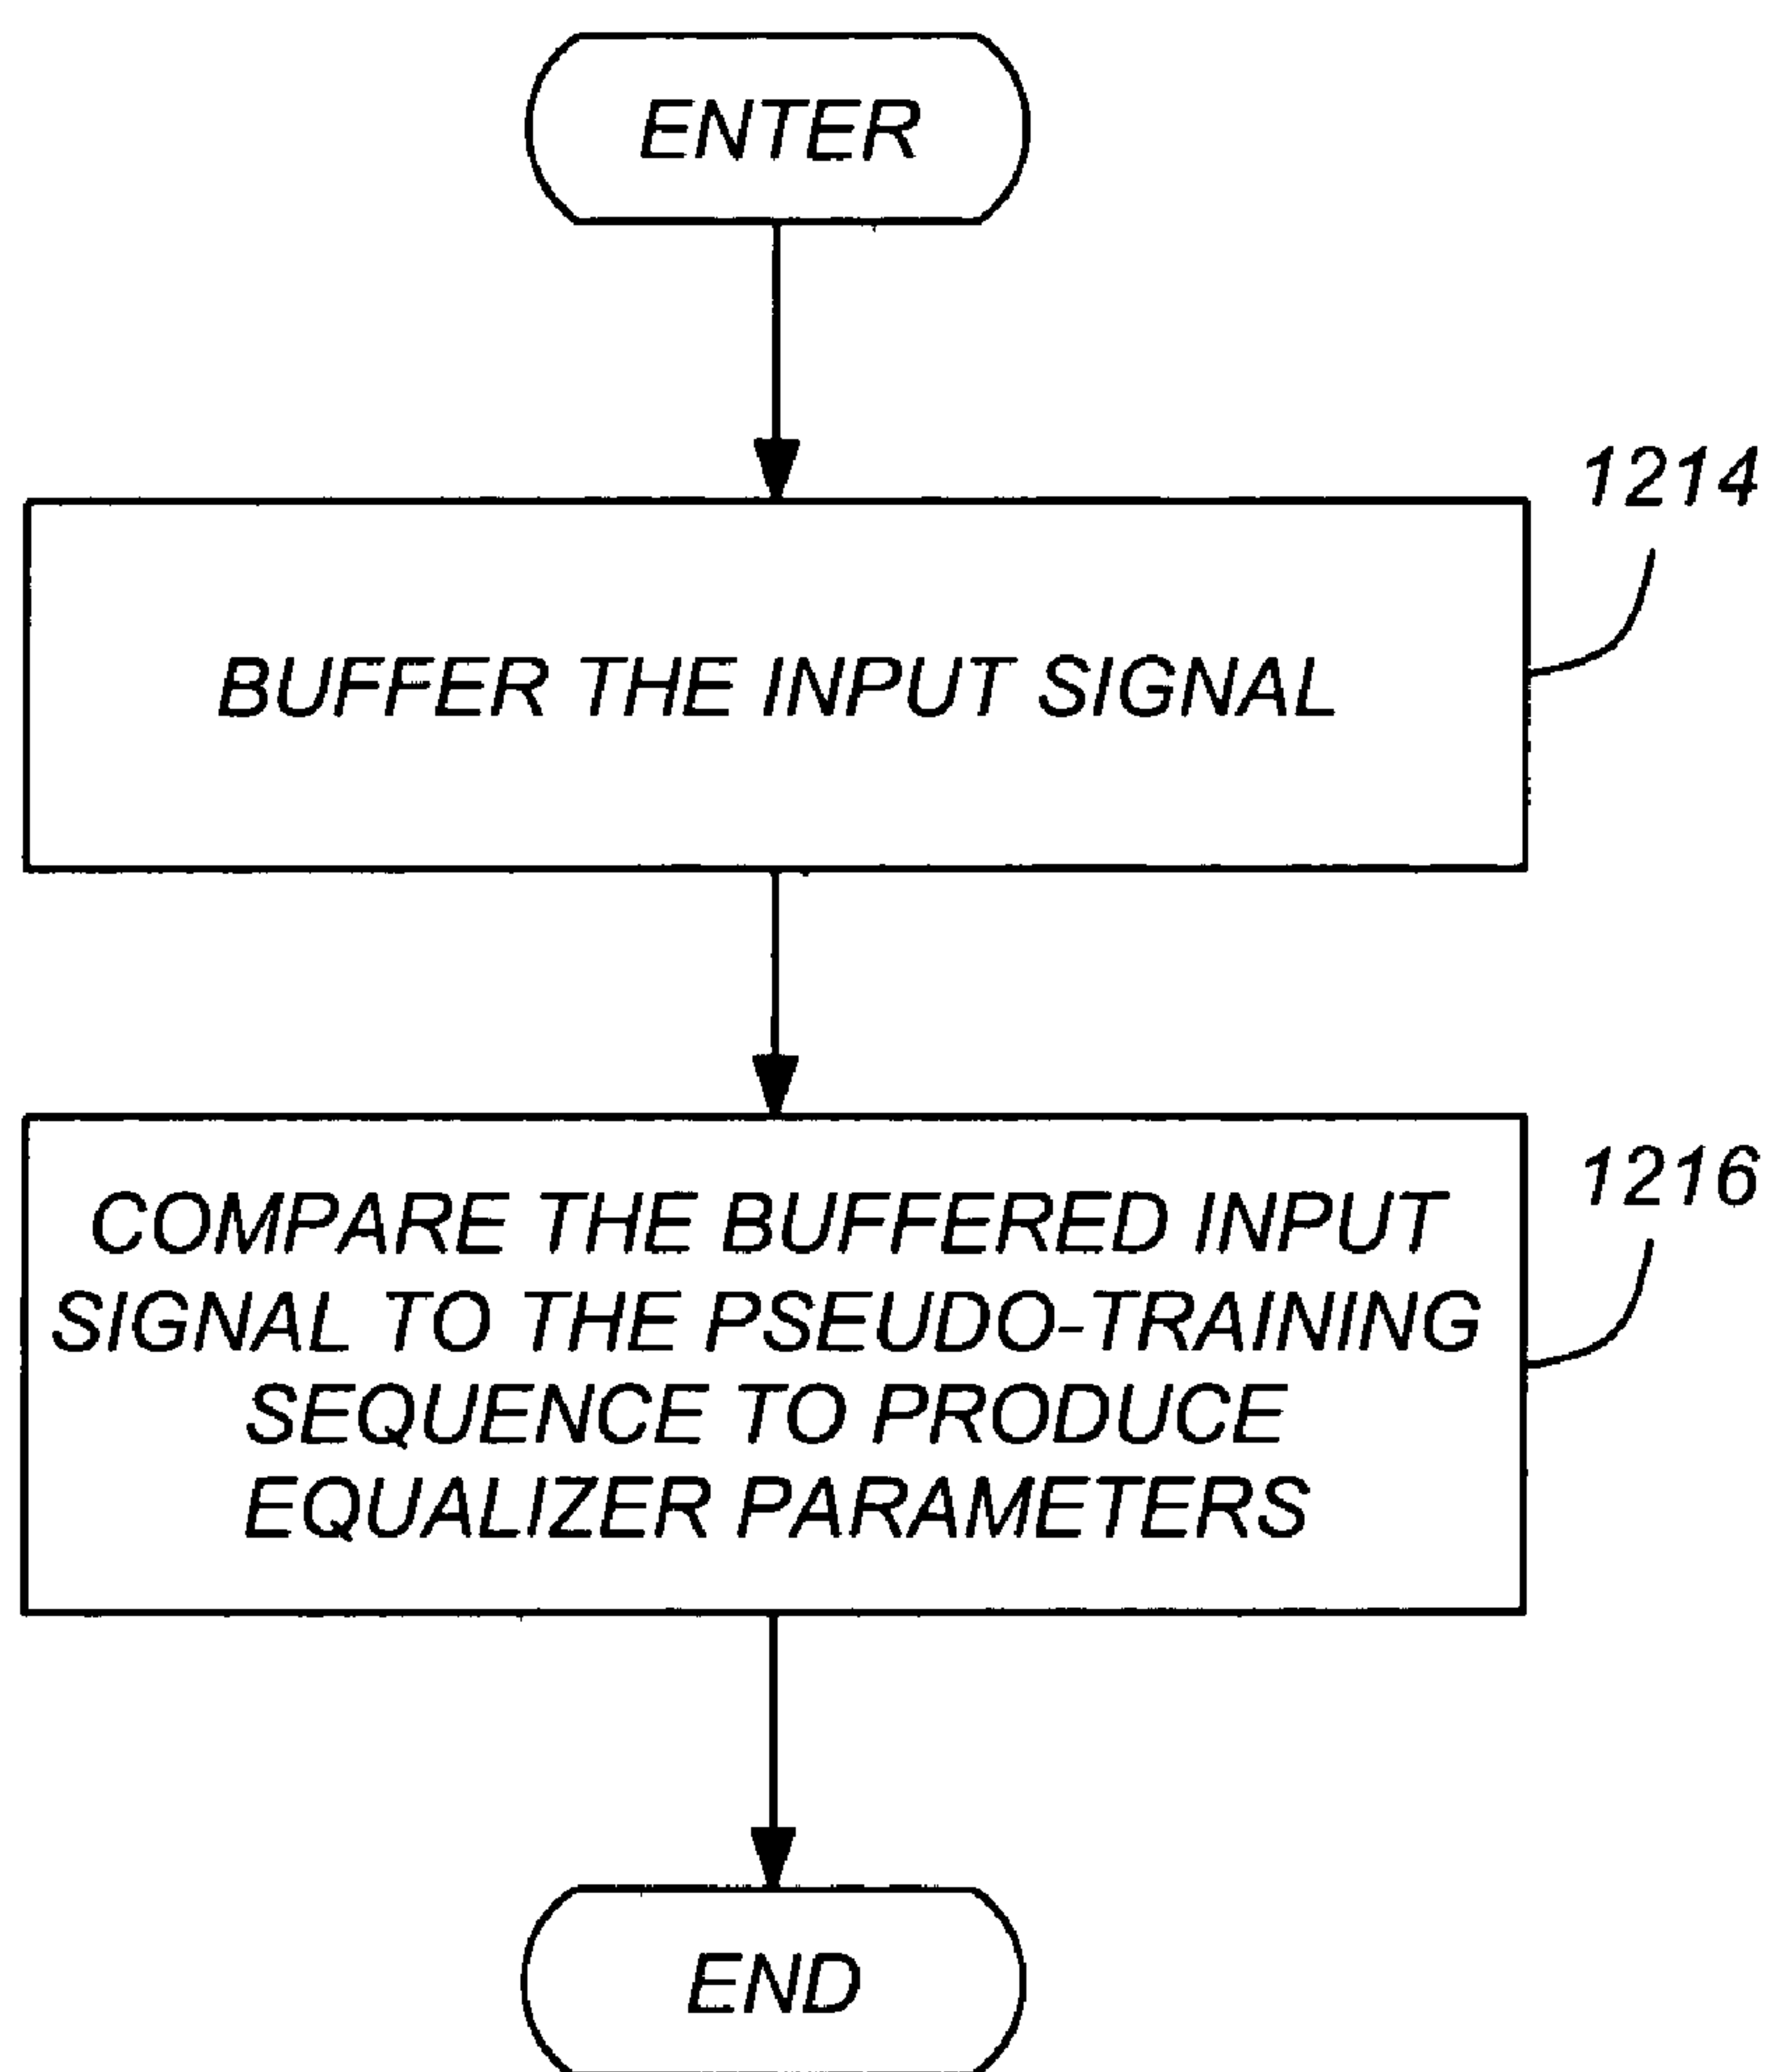 ENTER
1214
BUFFER THE INPUT SIGNAL
1216
COMPARE THE BUFFERED INPUT
SIGNAL TO THE PSEUDO-TRAINING
SEQUENCE TO PRODUCE
EQUALIZER PARAMETERS
END